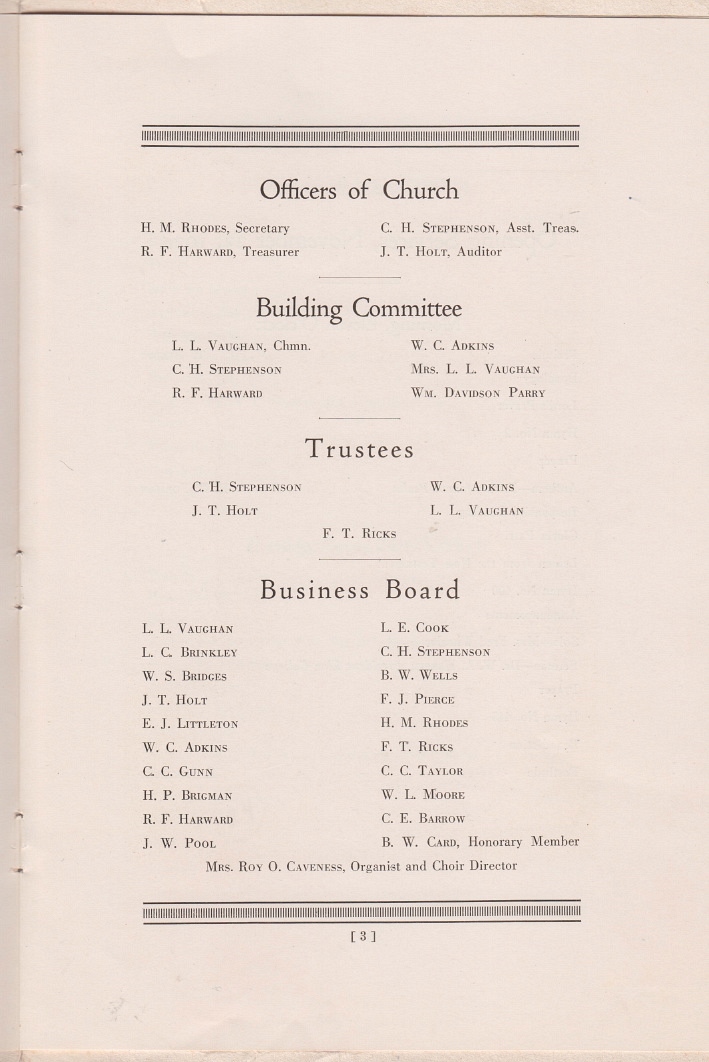 Officers of Church
H. M. Rhodes, Secretary
C. H. Stephenson, Asst. Treas.
R. F. Harward, Treasurer
J. T. Holt, Auditor
Building Committee
L. L. Vaughan, Chmn.
W. C. Adkins
C. H. Stephenson
Mrs. L. L. Vaughan
R. F. Harward
Wm. Davidson Parry
Trustees
C. H. Stephenson
W. C. Adkins
J. T. Holt
L. L. Vaughan
F. T. Ricks
Business Board
L. L. Vaughan
L. E. Cook
L. C. Brinkley
C. H. Stephenson
W. S. Bridges
B. W. Wells
J. T. Holt
F. J. Pierce
E. J. Littleton
H. M. Rhodes
W. C. Adkins
F. T. Ricks
C. C. Gunn
C. C. Taylor
H. P. Brigman
W. L. Moore
R. F. Harward
C. E. Barrow
J. W. Pool
B. W. Card, Honorary Member
Mrs. Roy O. Caveness, Organist and Choir Director
[ 3 ]